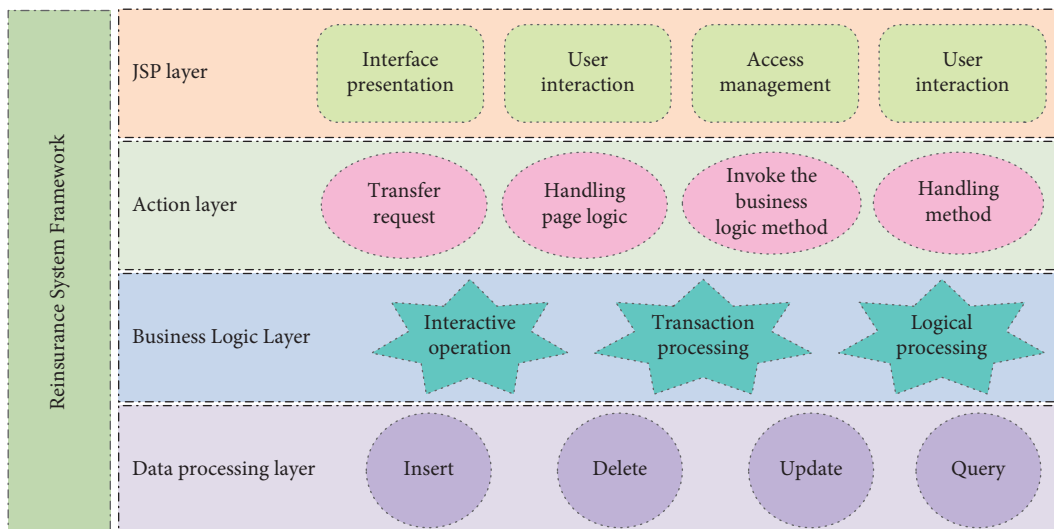 Reinsurance System Framework
JSP layer
Interface
presentation
User
interaction
Access
management
User
interaction
Action layer
Transfer
request
Handling
page logic
Invoke the
business
logic method
Handling
method
Business Logic Layer
Interactive
operation
Transaction
processing
Logical
processing
Data processing layer
Insert
Delete
Update
Query